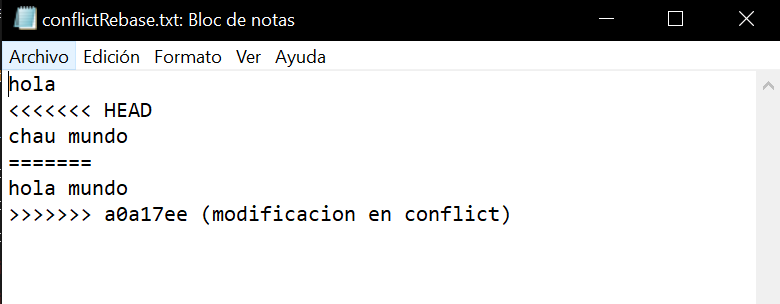 conflictRebase.txt: Bloc de notas
Archivo Edición Formato Ver Ayuda
hola
<<<<<<< HEAD
chau mundo
=======
hola mundo
>>>>>>> a0a17ee (modificacion en conflict)